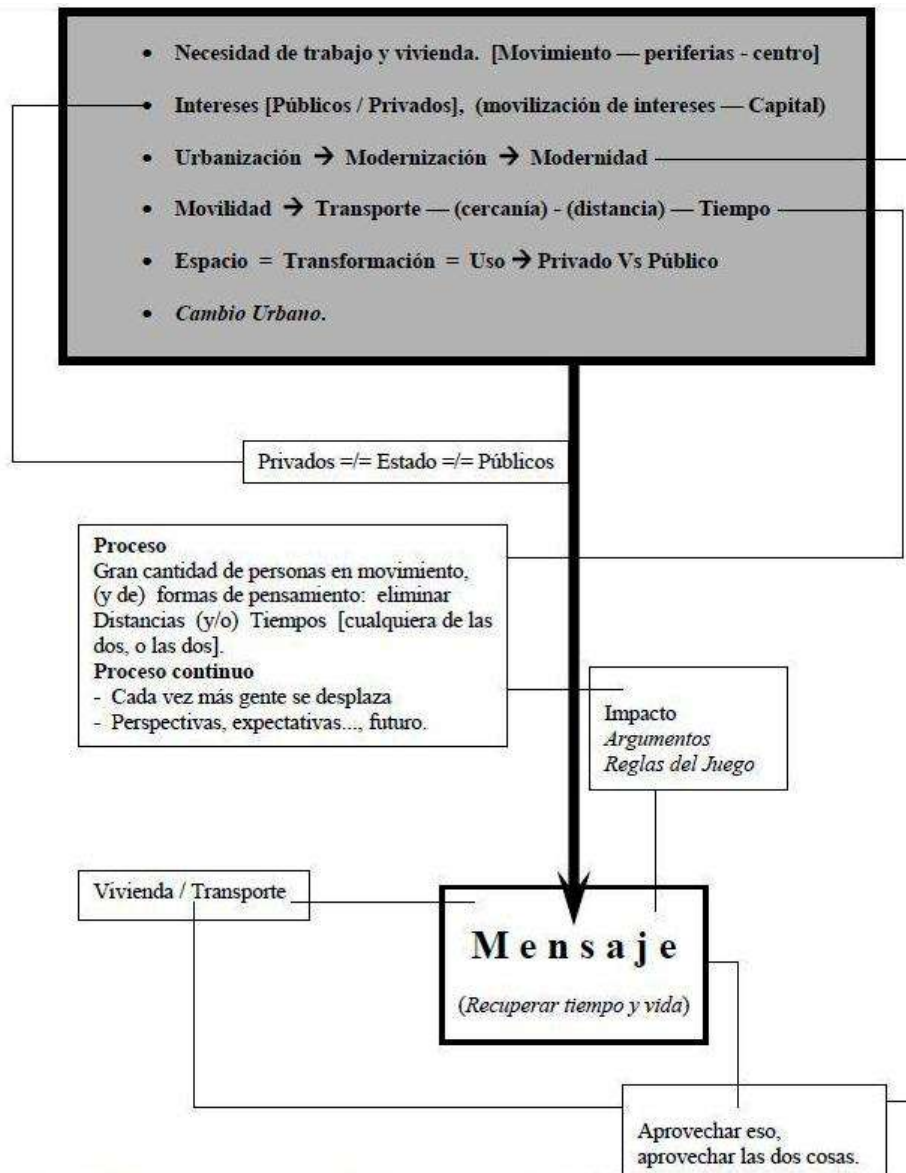 • Necesidad de trabajo y vivienda. [Movimiento — periferias - centro]
• Intereses [Públicos / Privados], (movilización de intereses — Capital)
• Urbanización → Modernización → Modernidad
• Movilidad → Transporte — (cercanía) - (distancia) — Tiempo
• Espacio = Transformación = Uso → Privado Vs Público
• Cambio Urbano.
Privados =/= Estado =/= Públicos
Proceso
Gran cantidad de personas en movimiento,
(y de) formas de pensamiento: eliminar
Distancias (y/o) Tiempos [cualquiera de las
dos, o las dos].
Proceso continuo
- Cada vez más gente se desplaza
- Perspectivas, expectativas..., futuro.
Impacto
Argumentos
Reglas del Juego
Vivienda / Transporte
Mensaje
(Recuperar tiempo y vida)
Aprovechar eso,
aprovechar las dos cosas.